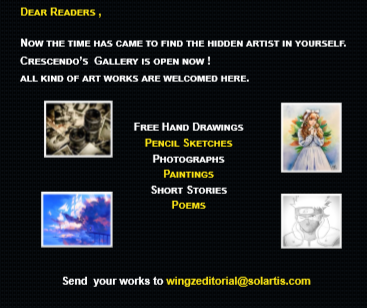 Dear Readers ,
Now the time has came to find the hidden artist in yourself.
Crescendo's Gallery is open now !
all kind of art works are welcomed here.
Free Hand Drawings
Pencil Sketches
Photographs
Paintings
Short Stories
Poems
Send your works to wingzeditorial@solartis.com